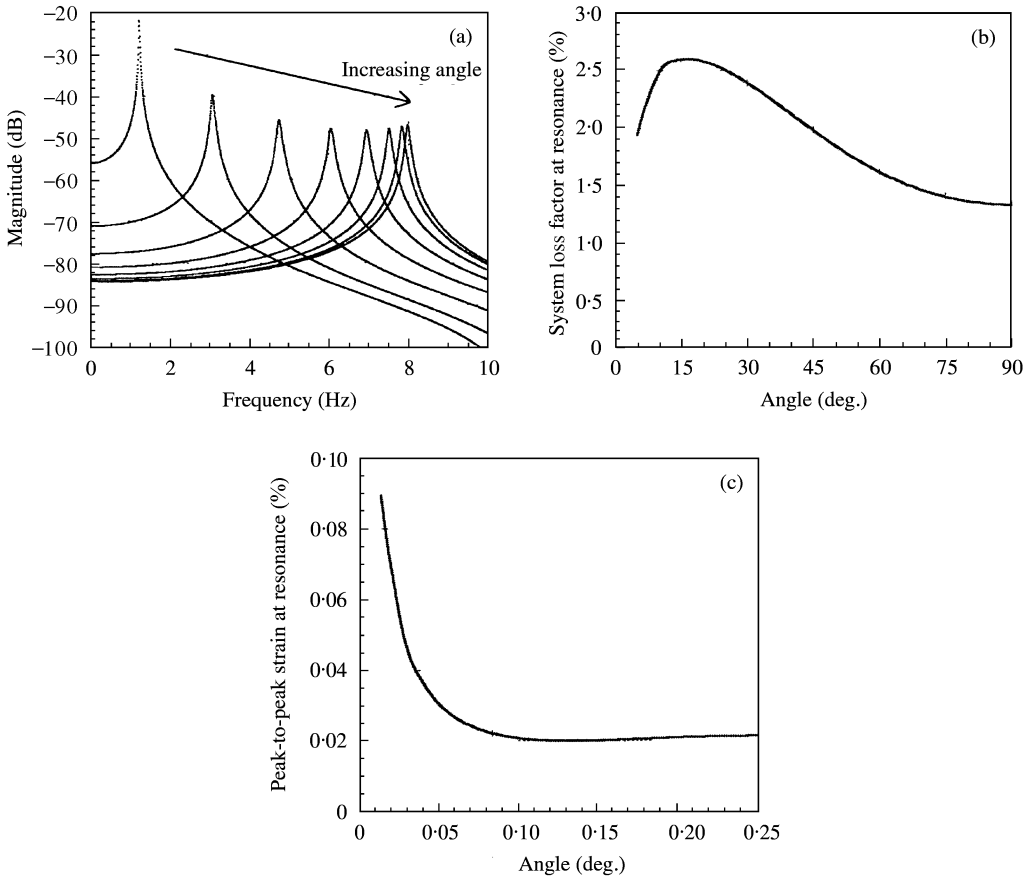 (a)
Increasing angle
Magnitude (dB)
−20
−30
−40
−50
−60
−70
−80
−90
−100
0 2 4 6 8 10
Frequency (Hz)
(b)
System loss factor at resonance (%)
3·0
2·5
2·0
1·5
1·0
0·5
0
0 15 30 45 60 75 90
Angle (deg.)
(c)
Peak-to-peak strain at resonance (%)
0·10
0·08
0·06
0·04
0·02
0
0 0·05 0·10 0·15 0·20 0·25
Angle (deg.)